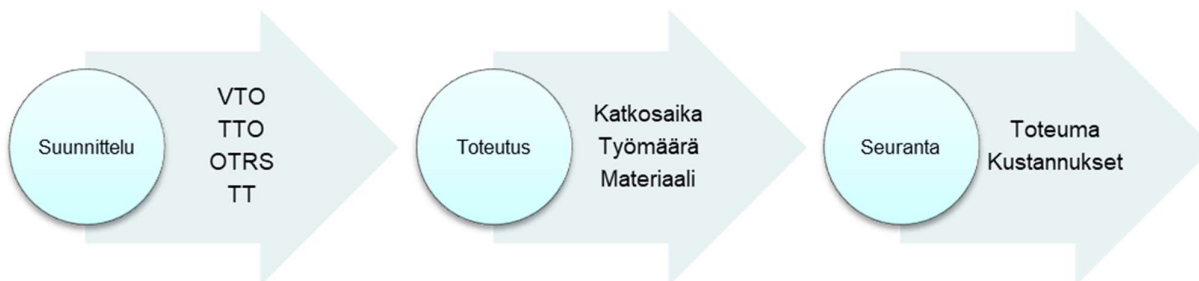 Suunnittelu
VTO
TTO
OTRS
TT
Toteutus
Katkosaika
Työmäärä
Materiaali
Seuranta
Toteuma
Kustannukset